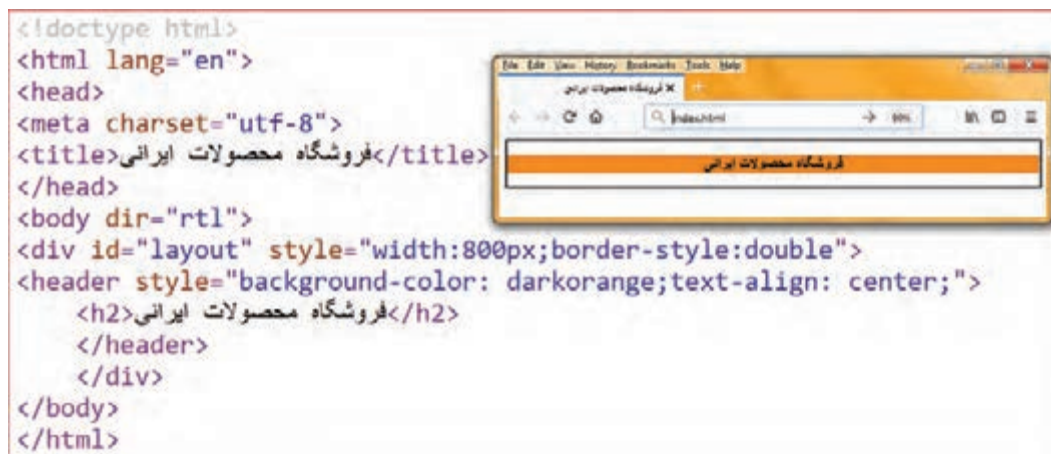 <!doctype html>
<html lang="en">
<head>
<meta charset="utf-8">
<title>فروشگاه محصولات ایرانی</title>
</head>
<body dir="rtl">
<div id="layout" style="width:800px;border-style:double">
<header style="background-color: darkorange;text-align: center;">
<h2>فروشگاه محصولات ایرانی</h2>
</header>
</div>
</body>
</html>
File Edit View History Bookmarks Tools Help
فروشگاه محصولات ایرانی
index.html
فروشگاه محصولات ایرانی